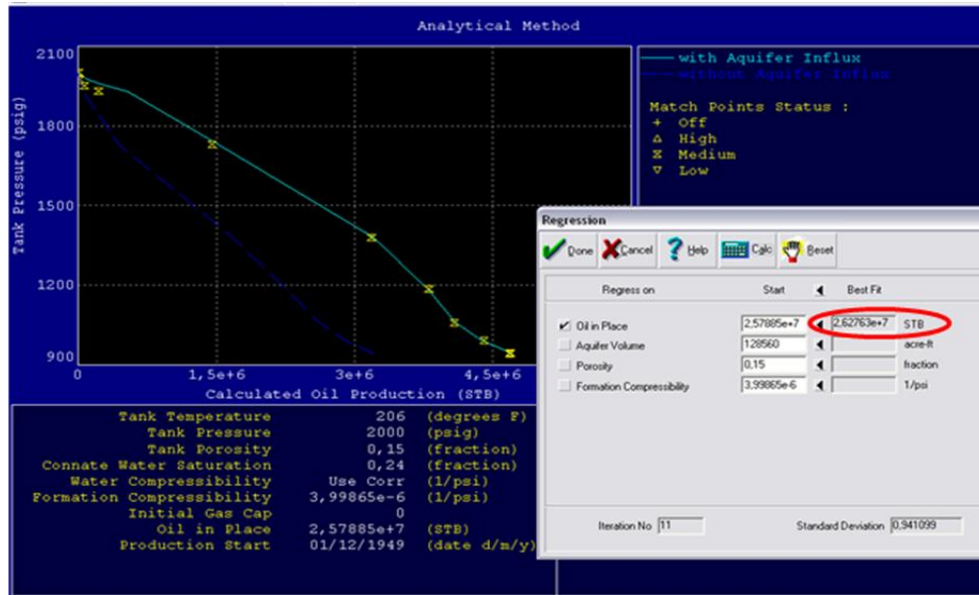 Analytical Method
2100
1800
1500
1200
900
Tank Pressure (psig)
0
1,5e+6
3e+6
4,5e+6
Calculated Oil Production (STB)
with Aquifer Influx
without Aquifer Influx
Match Points Status :
+ Off
High
Medium
Low
Tank Temperature 206 (degrees F)
Tank Pressure 2000 (psig)
Tank Porosity 0,15 (fraction)
Connate Water Saturation 0,24 (fraction)
Water Compressibility Use Corr (1/psi)
Formation Compressibility 3,99865e-6 (1/psi)
Initial Gas Cap 0
Oil in Place 2,57885e+7 (STB)
Production Start 01/12/1949 (date d/m/y)
Regression
Done Cancel ? Help Calc Reset
Regress on Start Best Fit
Oil in Place 2,57885e+7 2,62763e+7 STB
Aquifer Volume 128560 acre-ft
Porosity 0,15 fraction
Formation Compressibility 3,99865e-6 1/psi
Iteration No 11 Standard Deviation 0,941099